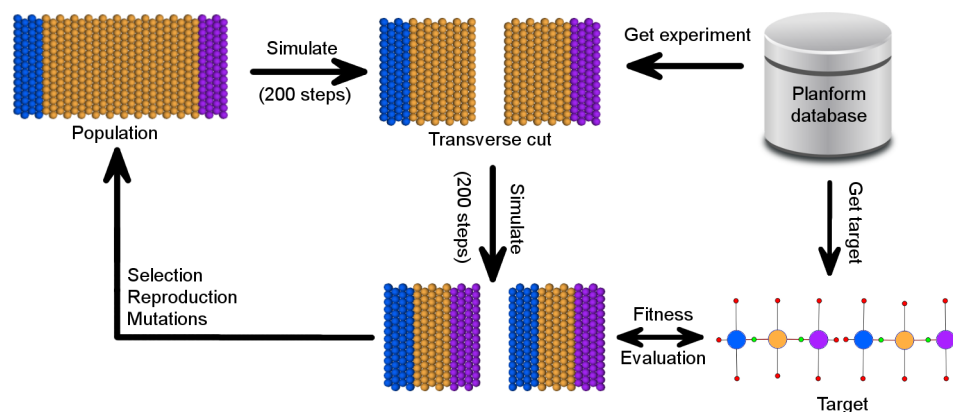 Simulate
(200 steps)
Get experiment
Planform
database
Population
Transverse cut
Simulate
(200 steps)
Get target
Selection
Reproduction
Mutations
Fitness
Evaluation
Target